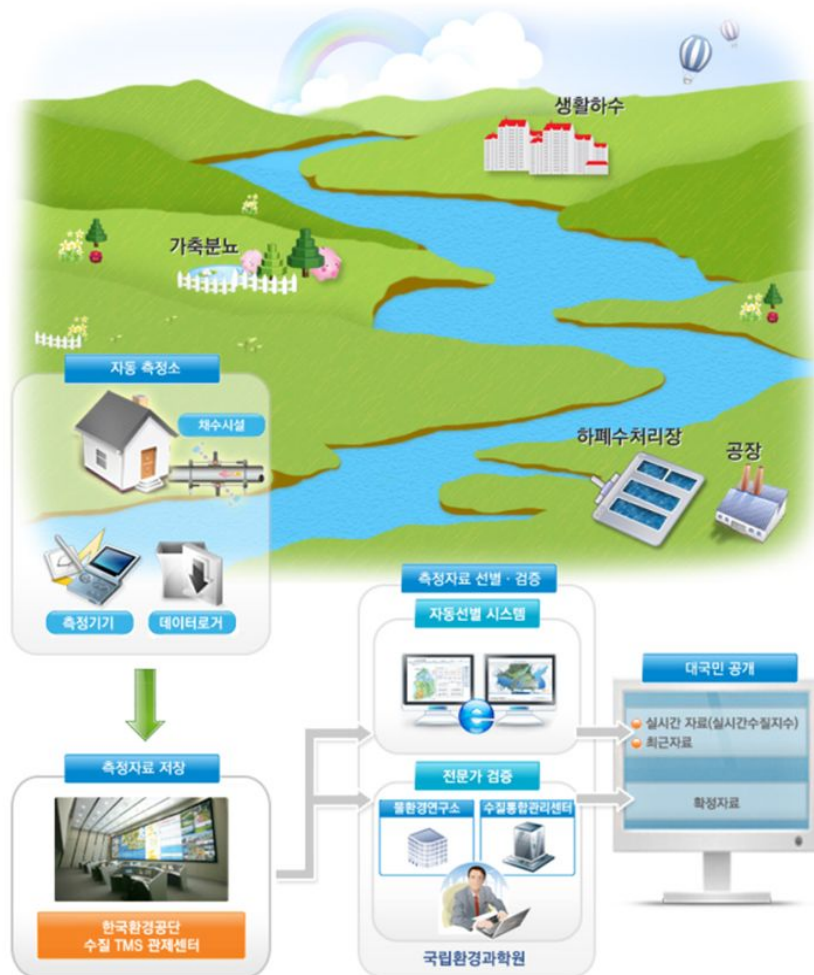 생활하수
가축분뇨
자동 측정소
채수시설
하폐수처리장
공장
측정기기
데이터로거
측정자료 선별 · 검증
자동선별 시스템
대국민 공개
실시간 자료(실시간수질지수)
최근자료
확정자료
측정자료 저장
전문가 검증
물환경연구소
수질통합관리센터
한국환경공단
수질 TMS 관제센터
국립환경과학원